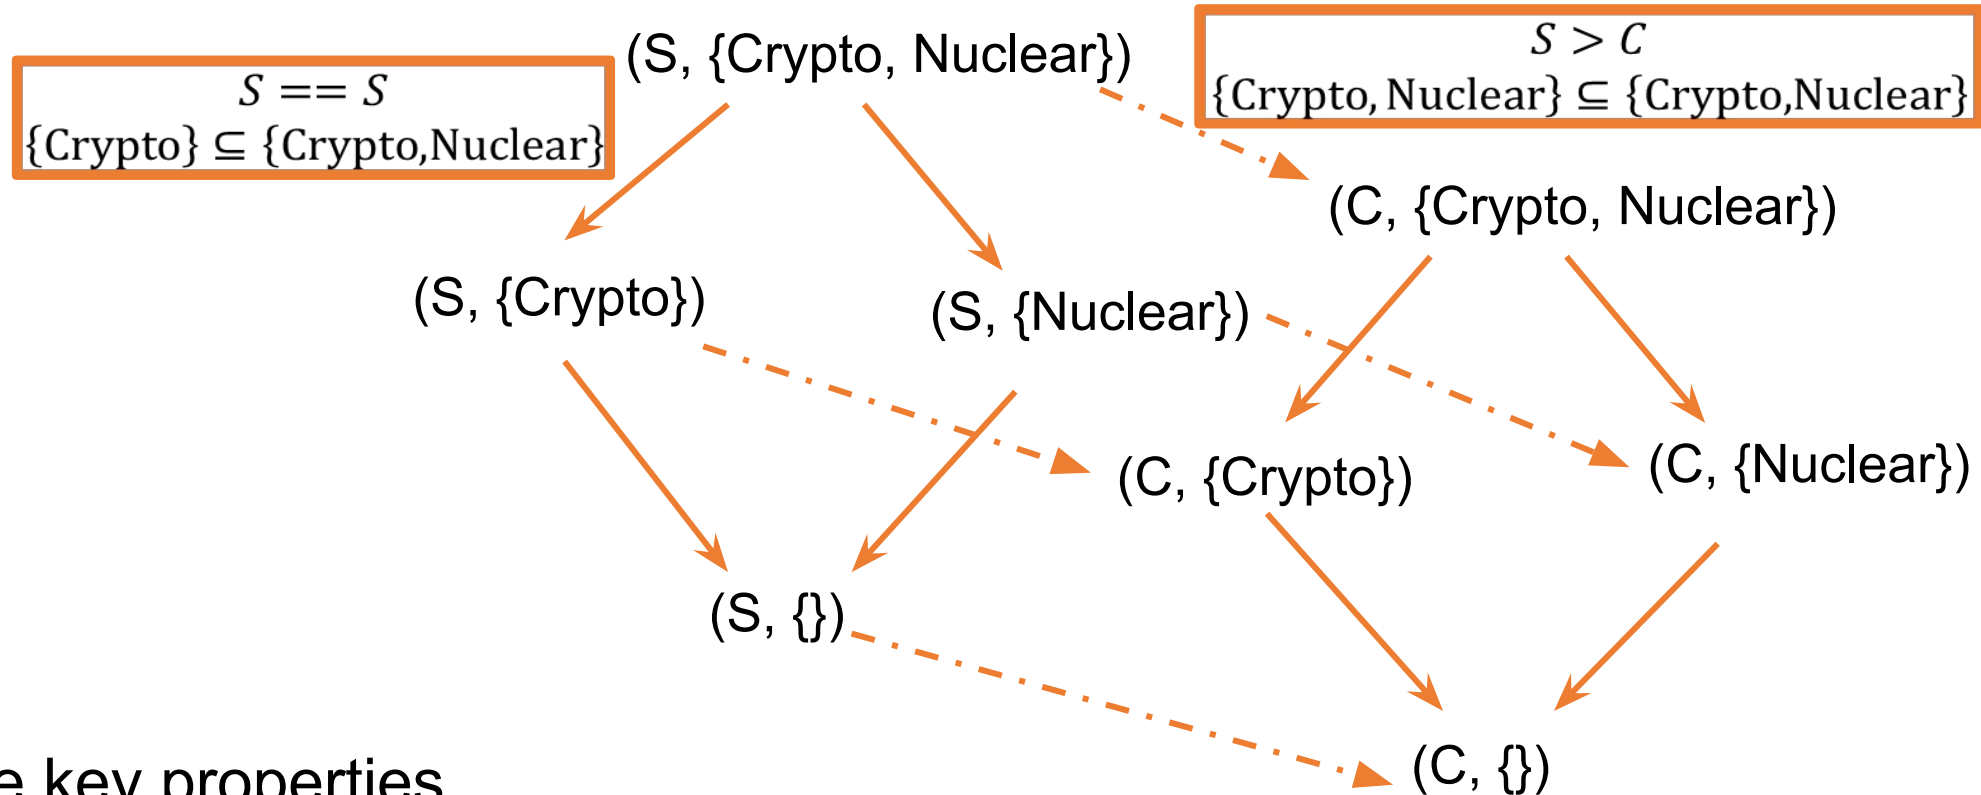 (S, {Crypto, Nuclear})
S > C
{Crypto, Nuclear} ⊆ {Crypto,Nuclear}
S == S
{Crypto} ⊆ {Crypto,Nuclear}
(C, {Crypto, Nuclear})
(S, {Crypto})
(S, {Nuclear})
(C, {Crypto})
(C, {Nuclear})
(S, {})
(C, {})
e key properties